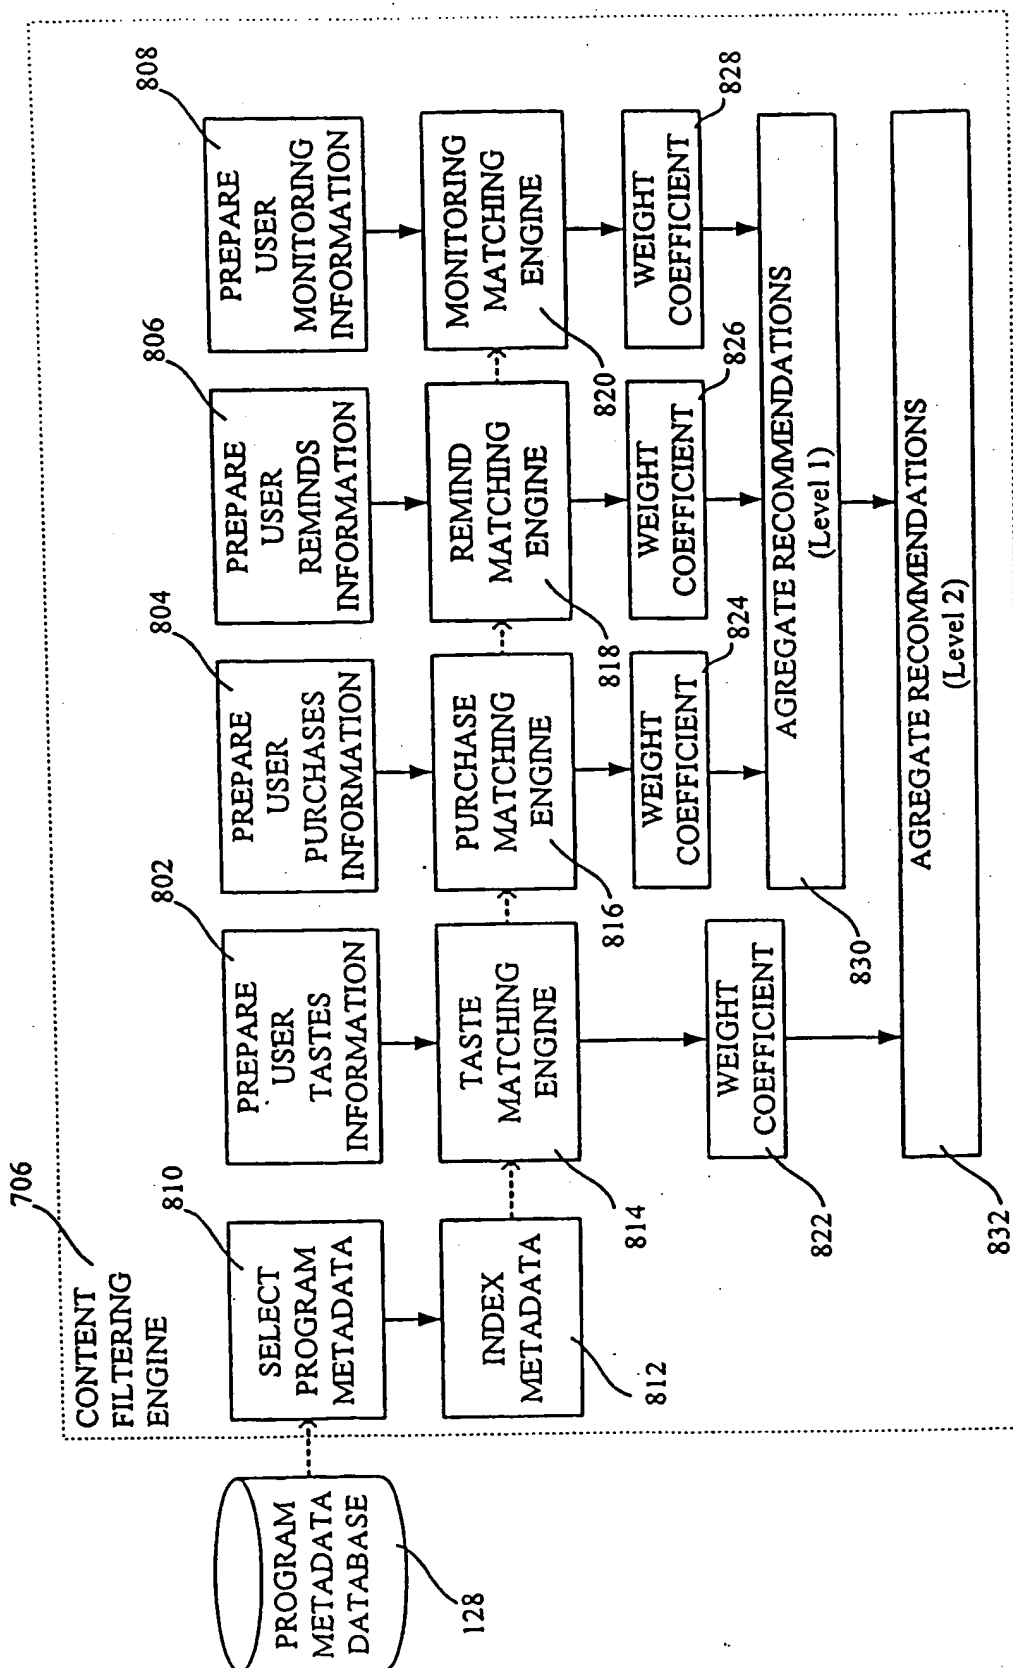 706
CONTENT
FILTERING
ENGINE
PROGRAM
METADATA
DATABASE
128
810
SELECT
PROGRAM
METADATA
802
PREPARE
USER
TASTES
INFORMATION
804
PREPARE
USER
PURCHASES
INFORMATION
806
PREPARE
USER
REMINDS
INFORMATION
808
PREPARE
USER
MONITORING
INFORMATION
INDEX
METADATA
812
TASTE
MATCHING
ENGINE
814
PURCHASE
MATCHING
ENGINE
816
REMIND
MATCHING
ENGINE
818
MONITORING
MATCHING
ENGINE
820
WEIGHT
COEFFICIENT
822
WEIGHT
COEFFICIENT
824
WEIGHT
COEFFICIENT
826
WEIGHT
COEFFICIENT
828
AGREGATE RECOMMENDATIONS
(Level 1)
830
AGREGATE RECOMMENDATIONS
(Level 2)
832